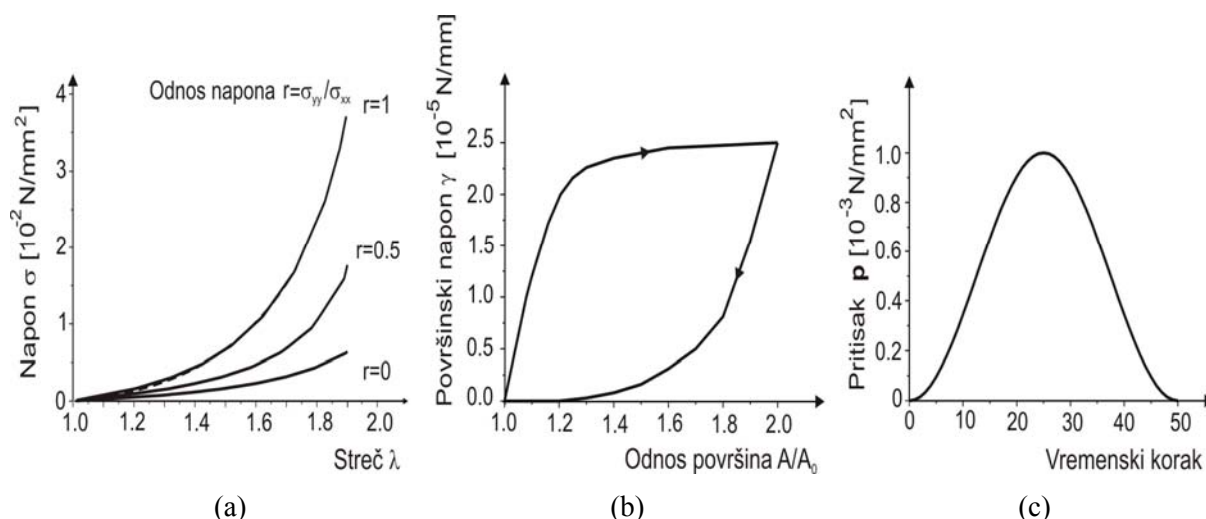 Odnos napona r=σyy/σxx
r=1
r=0.5
r=0
Napon σ [10⁻² N/mm²]
4
3
2
1
0
1.0 1.2 1.4 1.6 1.8 2.0
Streč λ
(a)
Površinski napon γ [10⁻⁵ N/mm]
2.5
2.0
1.5
1.0
0.5
0.0
1.0 1.2 1.4 1.6 1.8 2.0
Odnos površina A/A₀
(b)
Pritisak p [10⁻³ N/mm²]
1.0
0.8
0.6
0.4
0.2
0
0 10 20 30 40 50
Vremenski korak
(c)